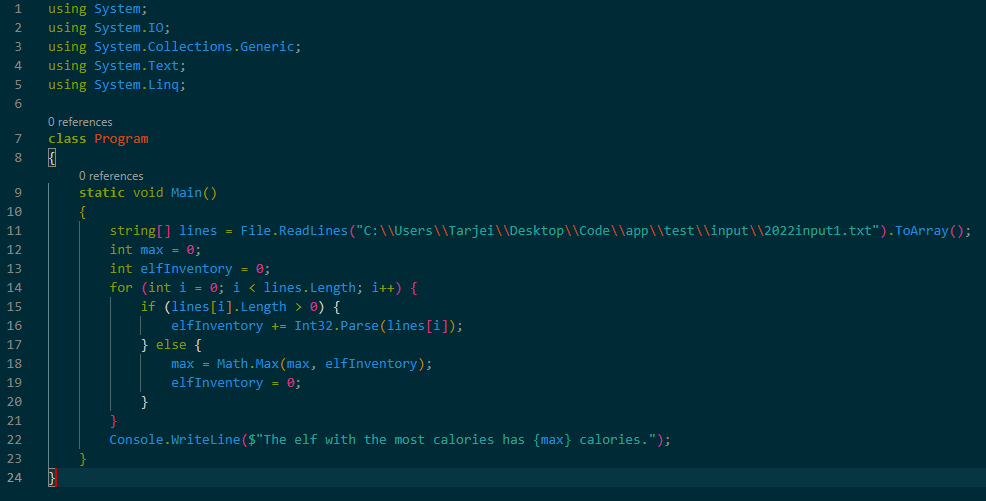 1 using System;
2 using System.IO;
3 using System.Collections.Generic;
4 using System.Text;
5 using System.Linq;
6
0 references
7 class Program
8 {
0 references
9 static void Main()
10 {
11 string[] lines = File.ReadLines("C:\\Users\\Tarjei\\Desktop\\Code\\app\\test\\input\\2022input1.txt").ToArray();
12 int max = 0;
13 int elfInventory = 0;
14 for (int i = 0; i < lines.Length; i++) {
15 if (lines[i].Length > 0) {
16 elfInventory += Int32.Parse(lines[i]);
17 } else {
18 max = Math.Max(max, elfInventory);
19 elfInventory = 0;
20 }
21 }
22 Console.WriteLine($"The elf with the most calories has {max} calories.");
23 }
24 }